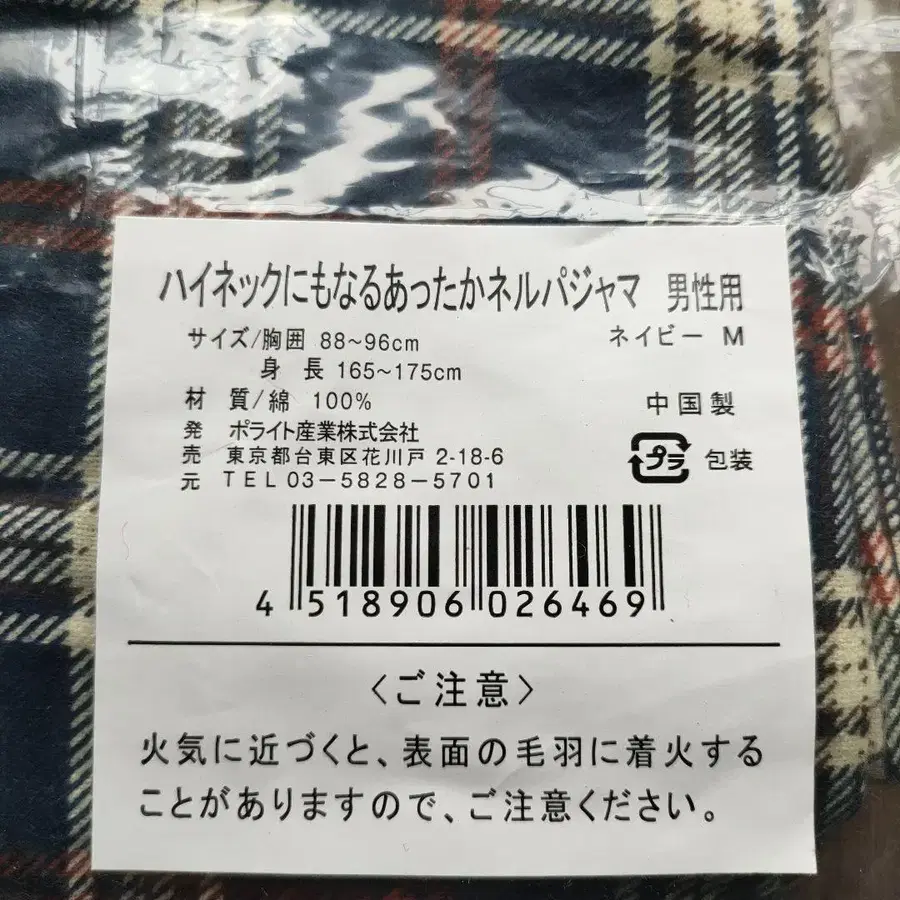 ハイネックにもなるあったかネルパジャマ 男性用
サイズ/胸囲 88~96cm ネイビー M
身 長 165~175cm
材 質/綿 100% 中国製
発 ポライト産業株式会社
売 東京都台東区花川戸 2-18-6 プラ 包装
元 TEL 03-5828-5701
4 518906 026469
〈ご注意〉
火気に近づくと、表面の毛羽に着火する
ことがありますので、ご注意ください。